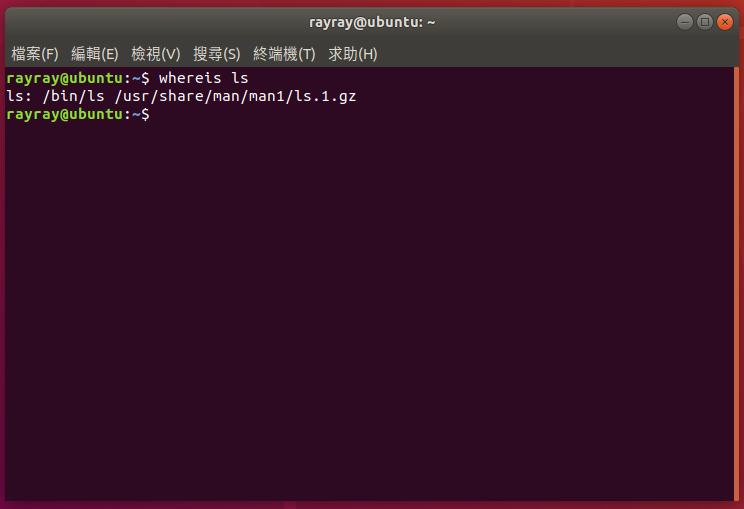 rayray@ubuntu: ~
檔案(F) 編輯(E) 檢視(V) 搜尋(S) 終端機(T) 求助(H)
rayray@ubuntu:~$ whereis ls
ls: /bin/ls /usr/share/man/man1/ls.1.gz
rayray@ubuntu:~$